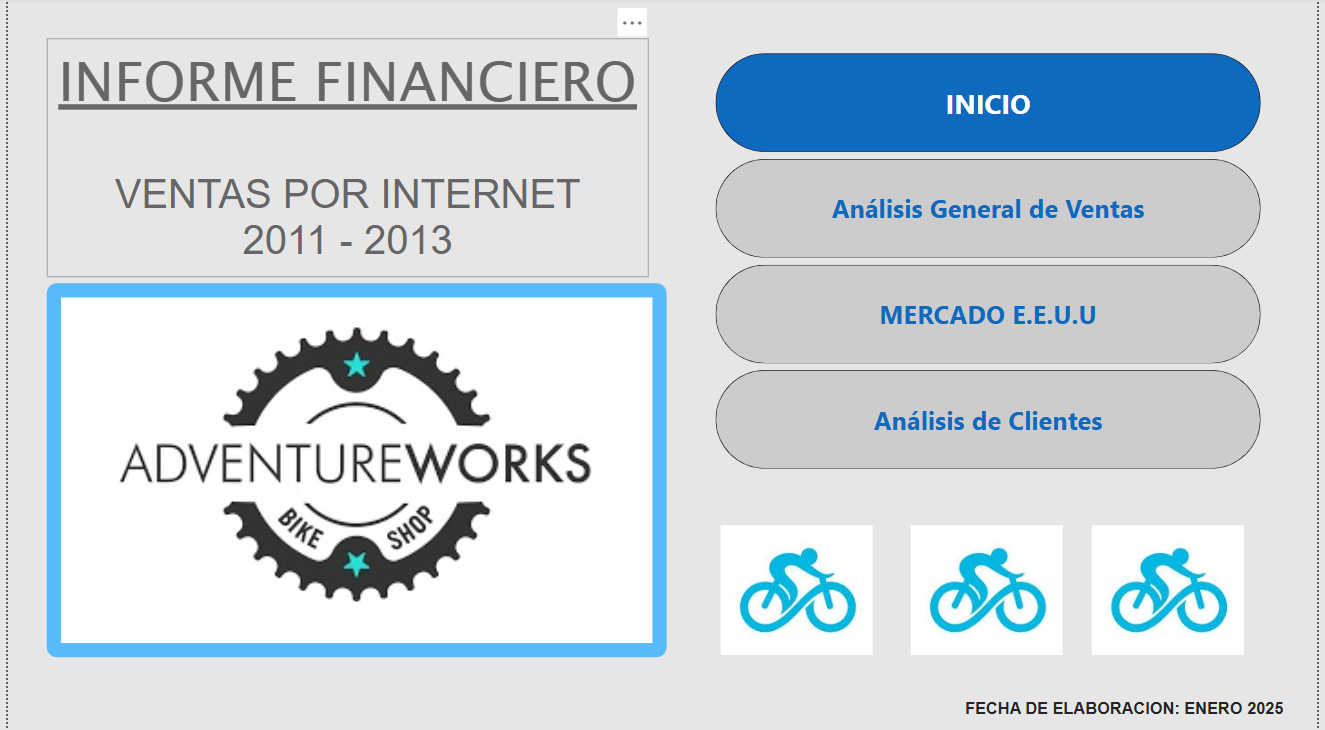 INFORME FINANCIERO
VENTAS POR INTERNET
2011 - 2013
ADVENTUREWORKS
BIKE SHOP
INICIO
Análisis General de Ventas
MERCADO E.E.U.U
Análisis de Clientes
FECHA DE ELABORACION: ENERO 2025